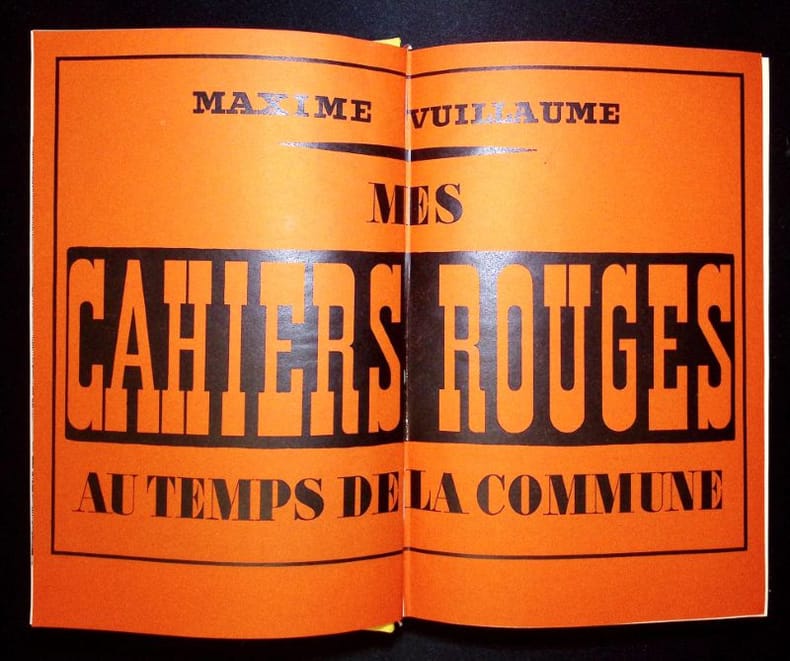 MAXIME VUILLAUME
MES
CAHIERS ROUGES
AU TEMPS DE LA COMMUNE